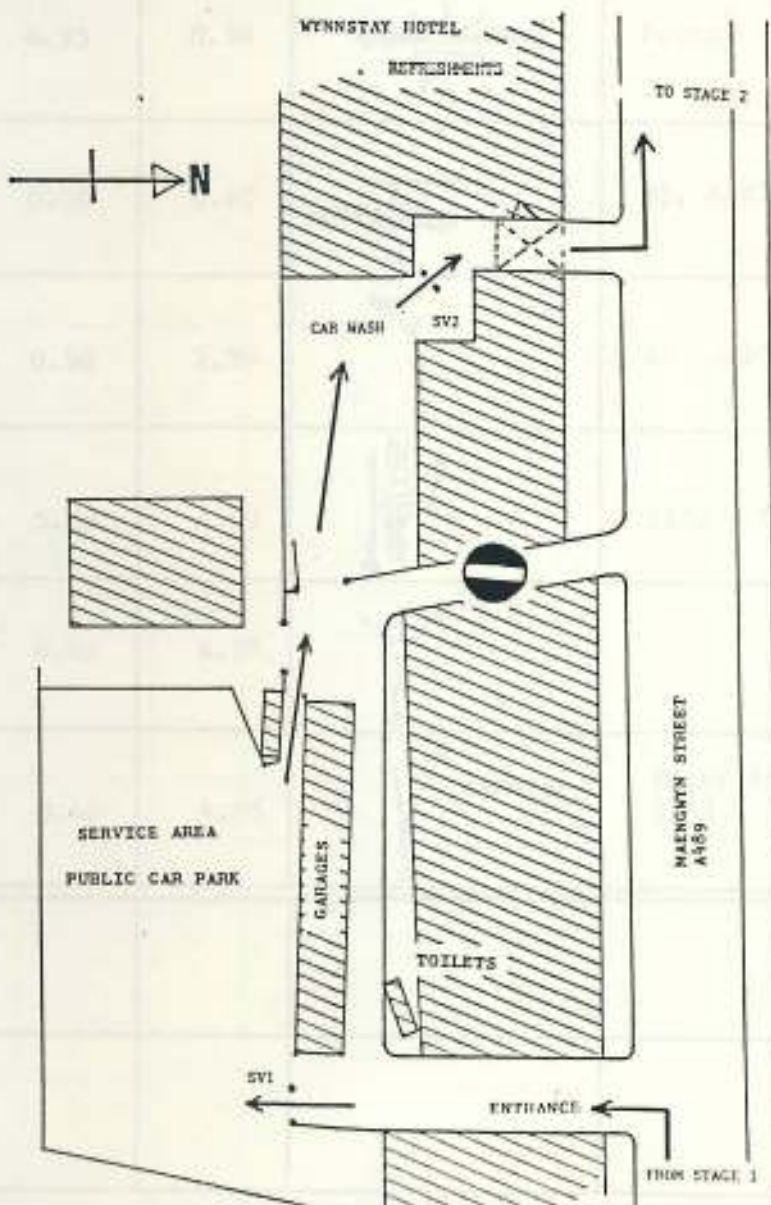 WYNNSTAY HOTEL
REFRESHMENTS
TO STAGE 2
N
CAR WASH
SV2
SERVICE AREA
PUBLIC CAR PARK
GARAGES
MAENGWYN STREET
A489
TOILETS
SV1
ENTRANCE
FROM STAGE 1